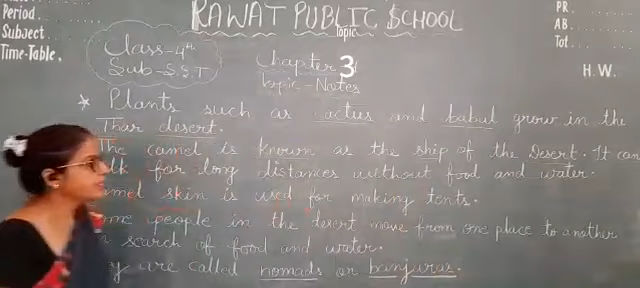 RAWAT PUBLIC SCHOOL
Period
Subject
Time-Table.
Topic
PR.
AB.
Tot
H.W.
Class-4th
Sub-S.S.T
Chapter 3
Topic - Notes
* Plants such as cactus and babul grow in the
Thar desert.
The camel is known as the ship of the Desert. It can
for long distances without food and water.
skin is used for making tents.
people in the desert move from one place to another
search of food and water.
are called nomads or banjaras.